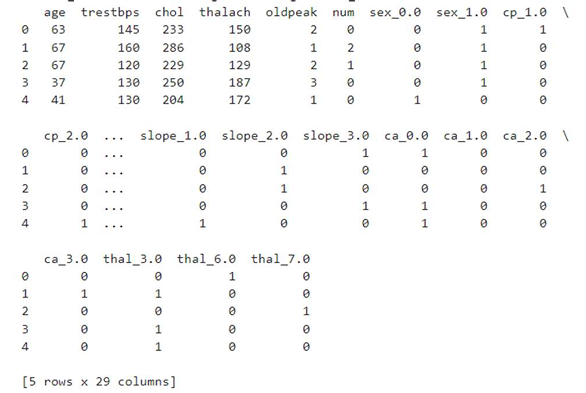 age trestbps chol thalach oldpeak num sex_0.0 sex_1.0 cp_1.0 \
0 63 145 233 150 2 0 0 1 1
1 67 160 286 108 1 2 0 1 0
2 67 120 229 129 2 1 0 1 0
3 37 130 250 187 3 0 0 1 0
4 41 130 204 172 1 0 1 0 0
cp_2.0 ... slope_1.0 slope_2.0 slope_3.0 ca_0.0 ca_1.0 ca_2.0 \
0 0 ... 0 0 1 1 0 0
1 0 ... 0 1 0 0 0 0
2 0 ... 0 1 0 0 0 1
3 0 ... 0 0 1 1 0 0
4 1 ... 1 0 0 1 0 0
ca_3.0 thal_3.0 thal_6.0 thal_7.0
0 0 0 1 0
1 1 1 0 0
2 0 0 0 1
3 0 1 0 0
4 0 1 0 0
[5 rows x 29 columns]